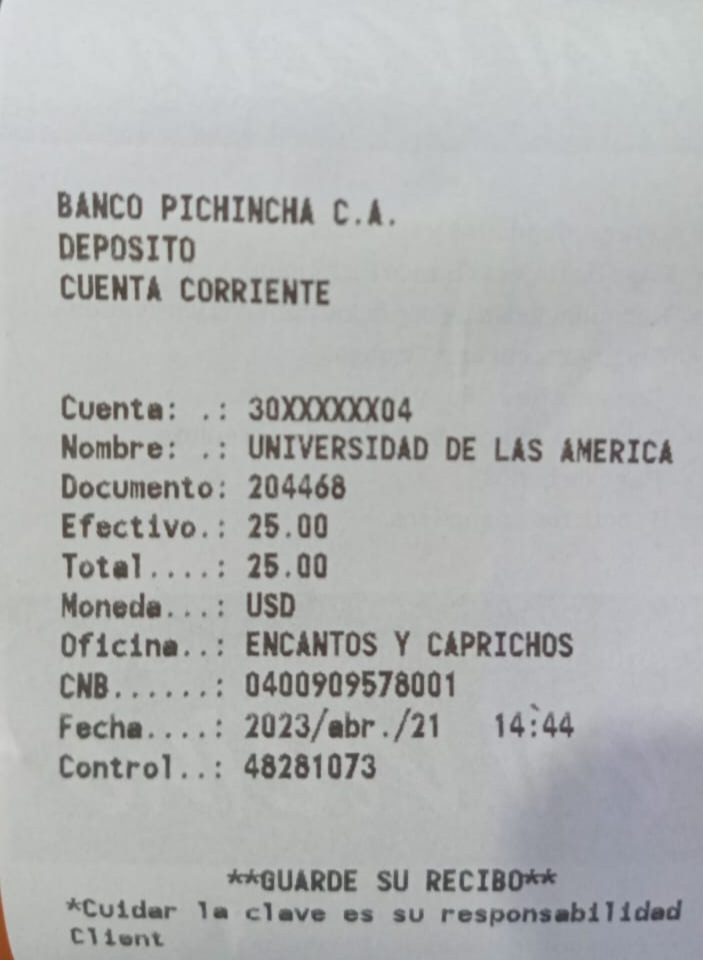 BANCO PICHINCHA C.A.
DEPOSITO
CUENTA CORRIENTE
Cuenta: .: 30XXXXXX04
Nombre: .: UNIVERSIDAD DE LAS AMERICA
Documento: 204468
Efectivo.: 25.00
Total....: 25.00
Moneda...: USD
Oficina..: ENCANTOS Y CAPRICHOS
CNB......: 0400909578001
Fecha....: 2023/abr./21 14:44
Control..: 48281073
**GUARDE SU RECIBO**
*Cuidar la clave es su responsabilidad
Client